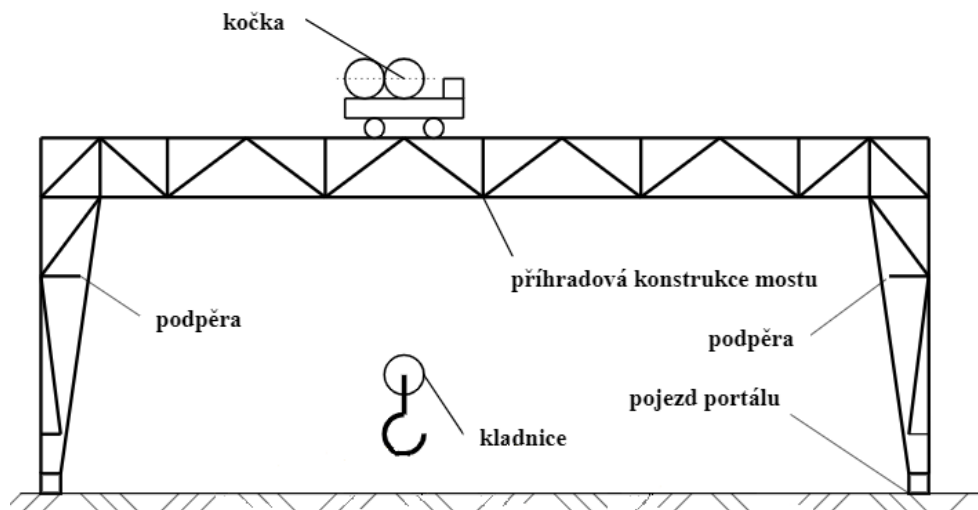 kočka
příhradová konstrukce mostu
podpěra
podpěra
pojezd portálu
kladnice